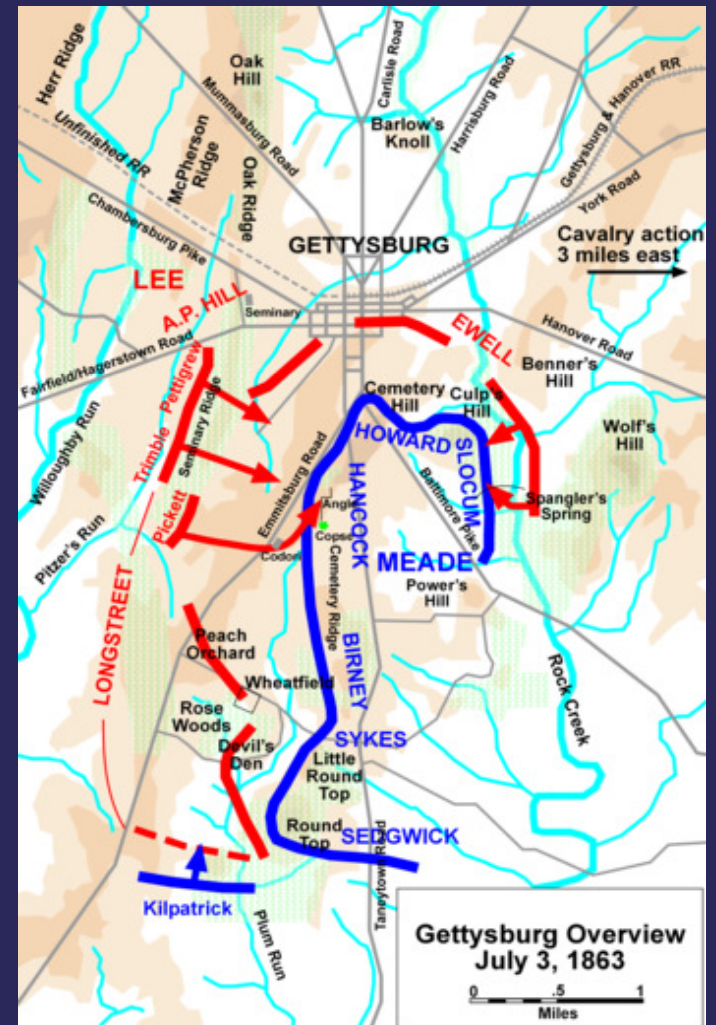 Herr Ridge
Oak
Hill
Mummasburg Road
Carlisle Road
Barlow's
Knoll
Harrisburg Road
Gettysburg & Hanover RR
Unfinished RR
McPherson
Ridge
Oak Ridge
York Road
Chambersburg Pike
GETTYSBURG
Cavalry action
3 miles east
LEE
A.P. HILL
Seminary
EWELL
Hanover Road
Fairfield/Hagerstown Road
Benner's
Hill
Pettigrew
Seminary Ridge
Trimble
Cemetery
Hill
Culp's
Hill
HOWARD
SLOCUM
Wolf's
Hill
Willoughby Run
Emmitsburg Road
HANCOCK
Angle
Baltimore Pike
Spangler's
Spring
Pickett
Copse
Codori
Cemetery Ridge
MEADE
Pitzer's Run
Power's
Hill
LONGSTREET
Peach
Orchard
BIRNEY
Wheatfield
Rock Creek
Rose
Woods
Devil's
Den
SYKES
Little
Round
Top
Round
Top
SEDGWICK
Taneytown Road
Kilpatrick
Plum Run
Gettysburg Overview
July 3, 1863
0 .5 1
Miles